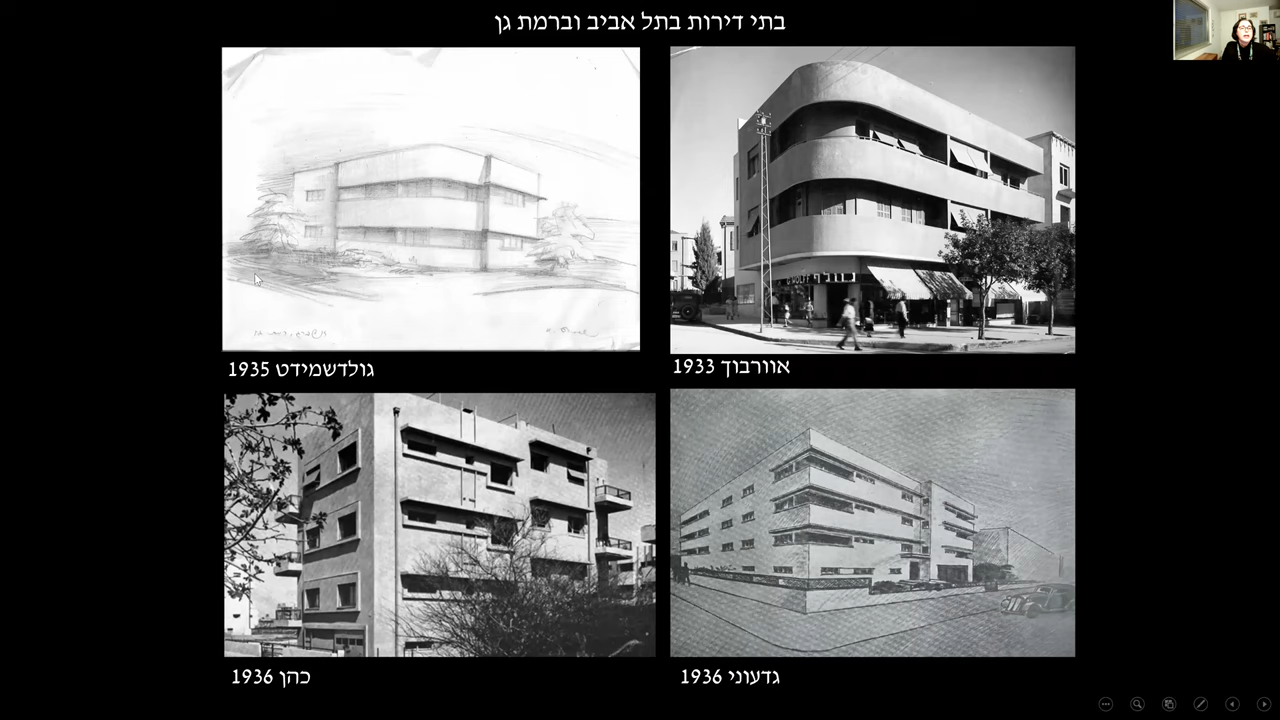 בתי דירות בתל אביב וברמת גן
אוורבוך 1933
גולדשמידט 1935
גדעוני 1936
כהן 1936